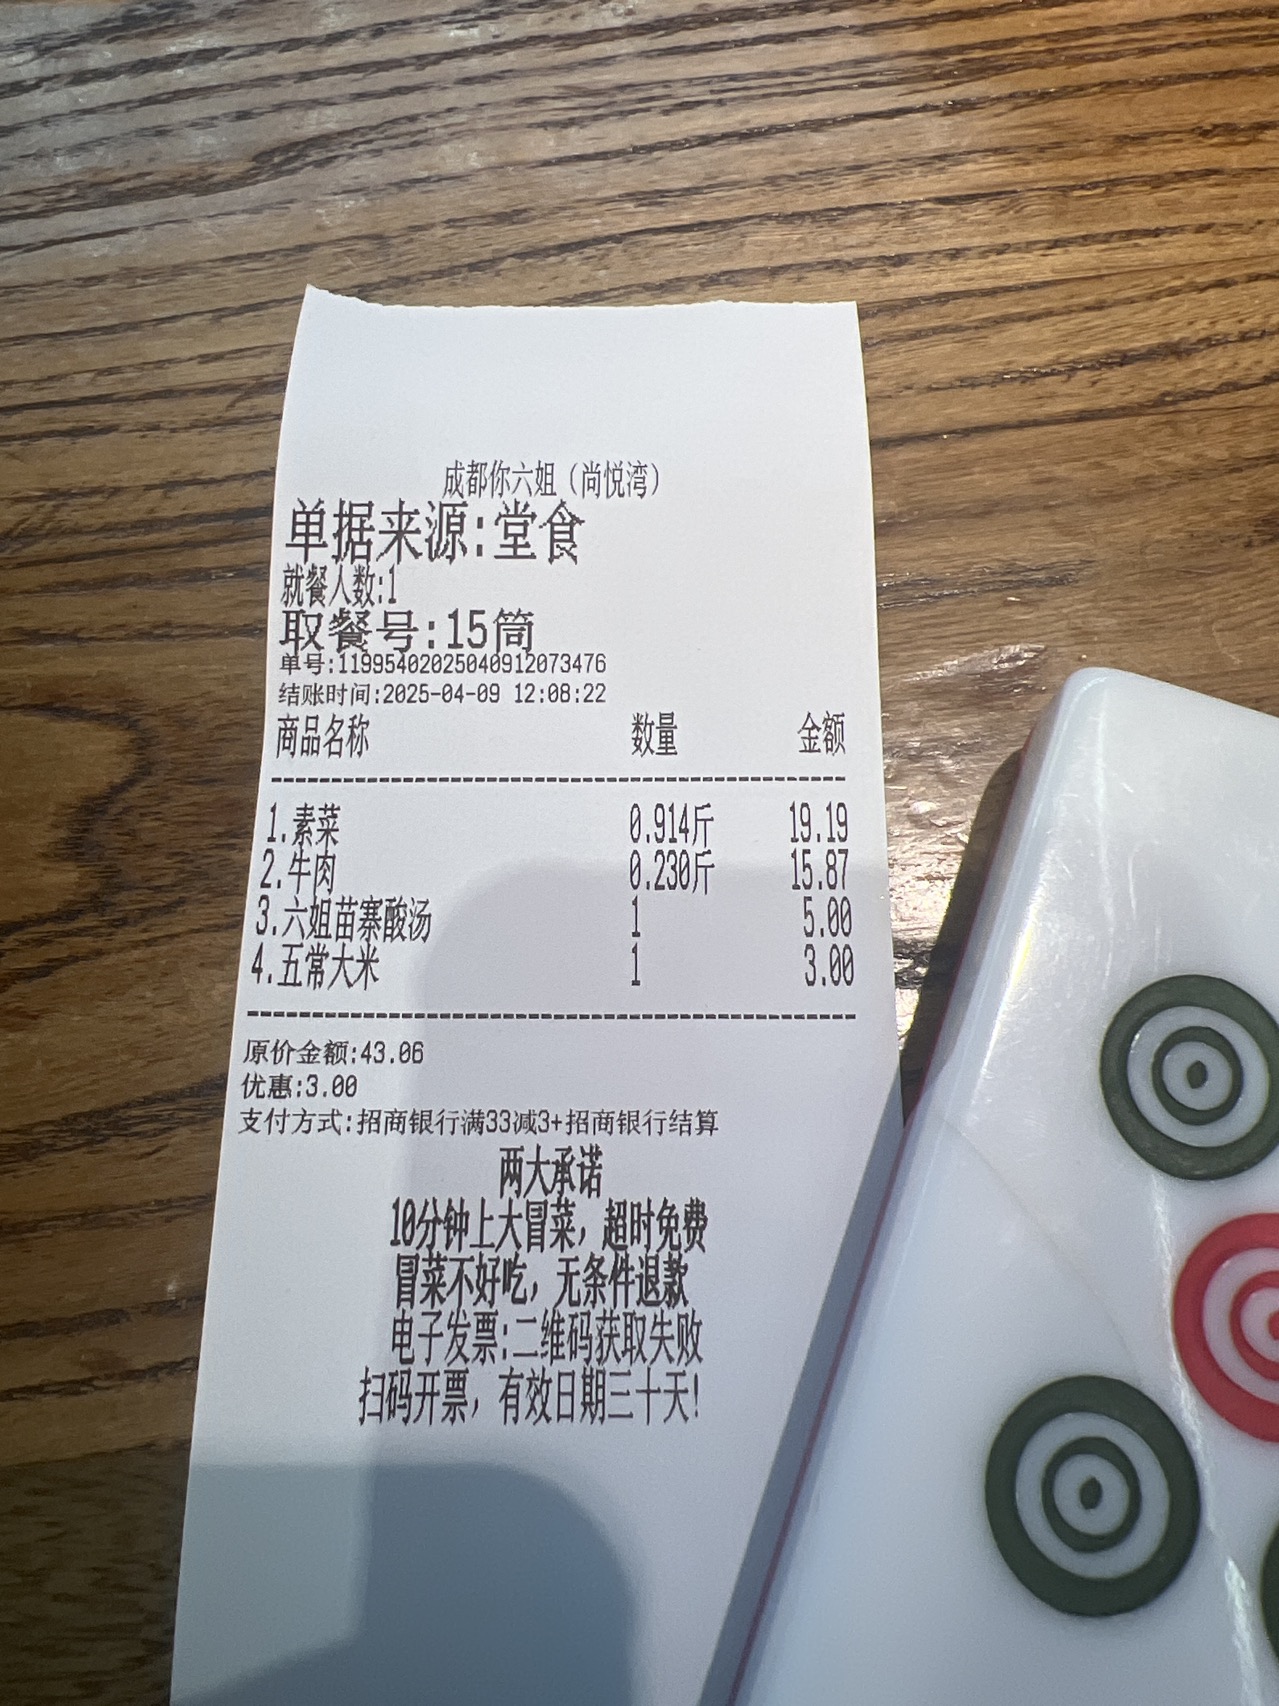 成都你六姐（尚悦湾）
单据来源:堂食
就餐人数:1
取餐号:15筒
单号:11995402025040912073476
结账时间:2025-04-09 12:08:22
商品名称 数量 金额
1.素菜 0.914斤 19.19
2.牛肉 0.230斤 15.87
3.六姐苗寨酸汤 1 5.00
4.五常大米 1 3.00
原价金额:43.06
优惠:3.00
支付方式:招商银行满33减3+招商银行结算
两大承诺
10分钟上大冒菜，超时免费
冒菜不好吃，无条件退款
电子发票:二维码获取失败
扫码开票，有效日期三十天!